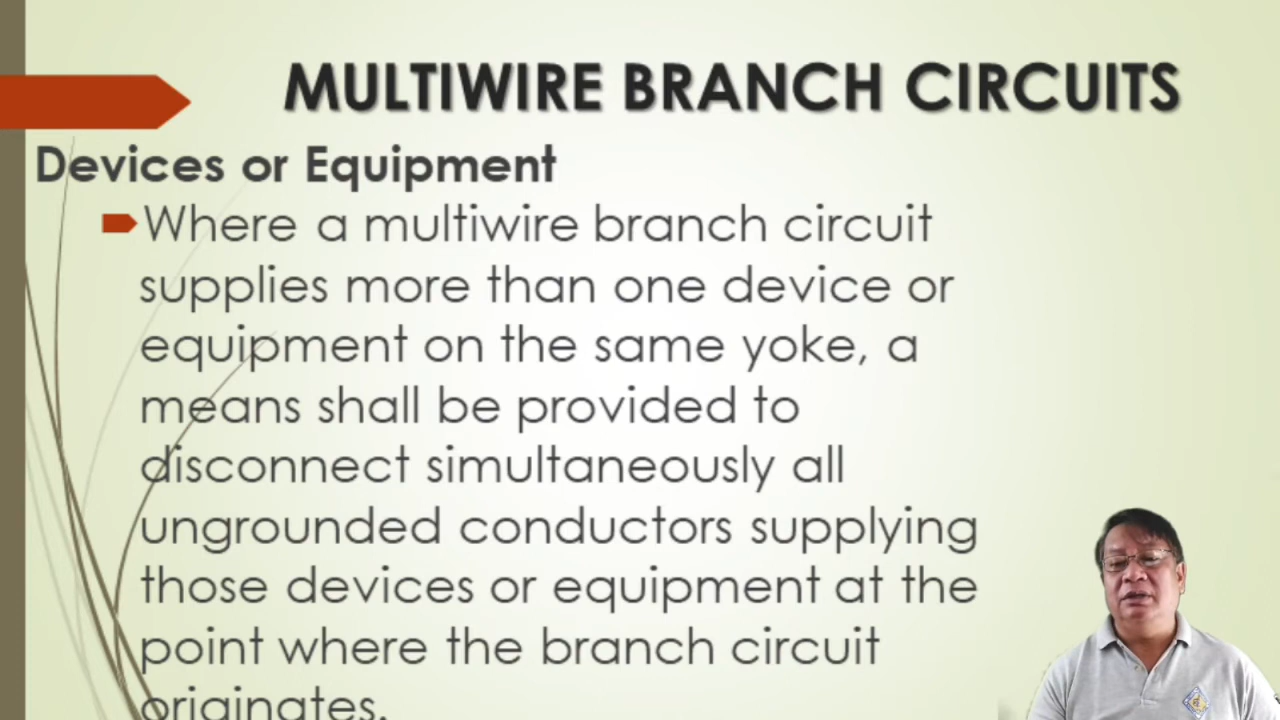 MULTIWIRE BRANCH CIRCUITS
Devices or Equipment
Where a multiwire branch circuit
supplies more than one device or
equipment on the same yoke, a
means shall be provided to
disconnect simultaneously all
ungrounded conductors supplying
those devices or equipment at the
point where the branch circuit
originates.